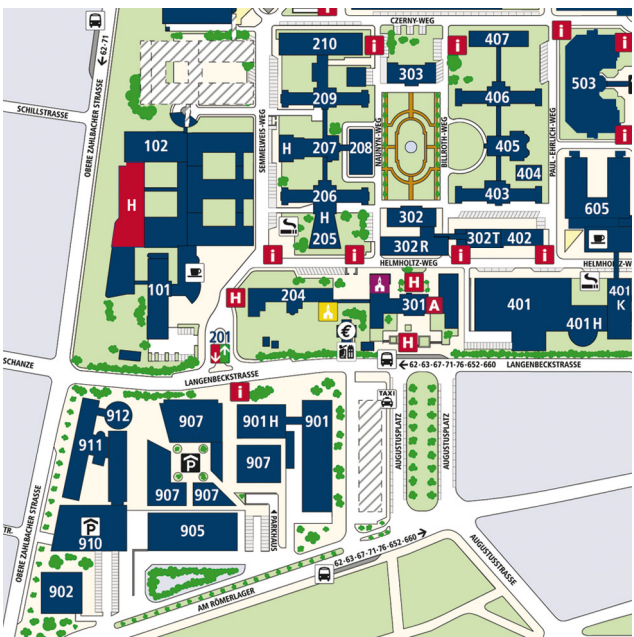 CZERNY-WEG
i
62-71
210
i
i
407
i
303
503
SCHILLSTRASSE
OBERE ZAHLBACHER STRASSE
SEMMELWEIS-WEG
209
406
NAUNYN-WEG
BILLROTH-WEG
PAUL-EHRLICH-WEG
i
102
H
207
208
405
404
H
206
403
H
205
302
605
302 R
302T
402
i
i
i
i
HELMHOLTZ-WEG
HELMHOLTZ-W
101
H
204
H
301
A
401
401 H
401
K
201
€
H
SCHANZE
62-63-67-71-76-652-660
LANGENBECKSTRASSE
LANGENBECKSTRASSE
i
TAXI
912
907
901 H
901
911
907
P
907
907
AUGUSTUSPLATZ
AUGUSTUSPLATZ
P
910
905
PARKHAUS
TR.
OBERE ZAHLBACHER STRASSE
62-63-67-71-76-652-660
AUGUSTUSSTRASSE
902
AM RÖMERLAGER